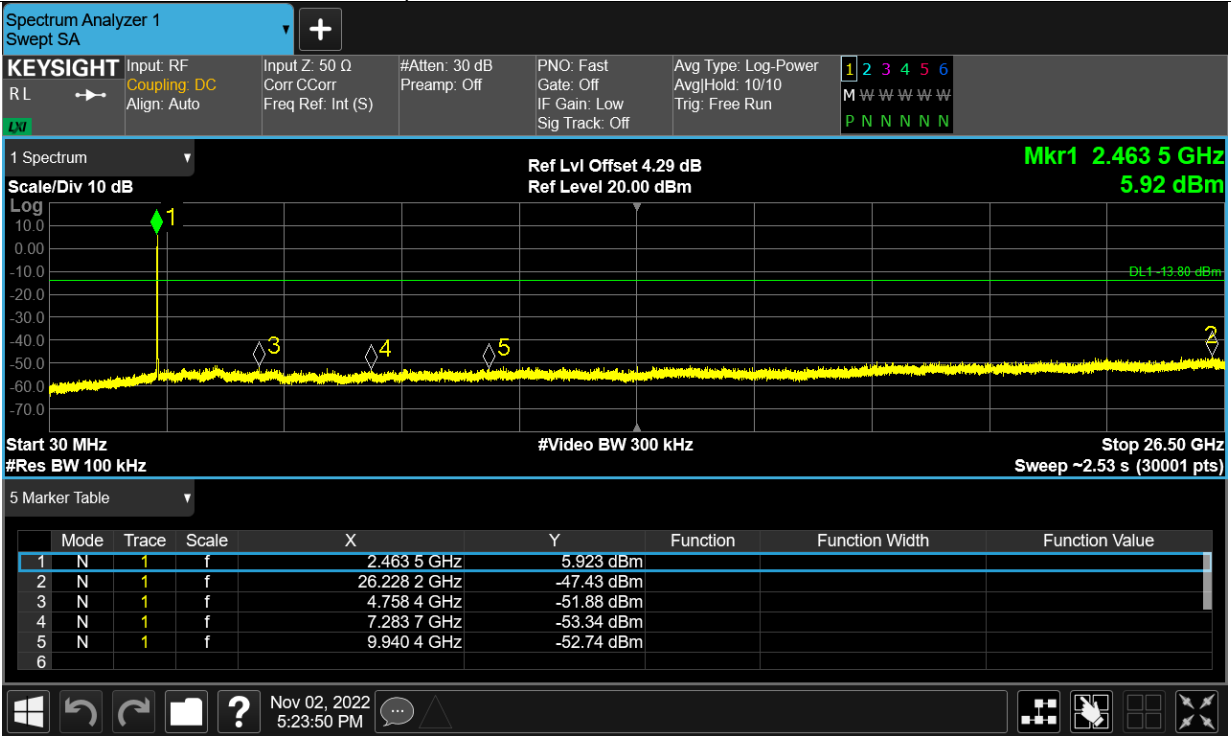 Spectrum Analyzer 1
Swept SA
+
KEYSIGHT
R L
LXI
Input: RF
Coupling: DC
Align: Auto
Input Z: 50 Ω
Corr CCorr
Freq Ref: Int (S)
#Atten: 30 dB
Preamp: Off
PNO: Fast
Gate: Off
IF Gain: Low
Sig Track: Off
Avg Type: Log-Power
Avg|Hold: 10/10
Trig: Free Run
1 2 3 4 5 6
M W W W W W
P N N N N N
1 Spectrum
Scale/Div 10 dB
Ref Lvl Offset 4.29 dB
Ref Level 20.00 dBm
Mkr1 2.463 5 GHz
5.92 dBm
Log
10.0
0.00
-10.0
-20.0
-30.0
-40.0
-50.0
-60.0
-70.0
1
DL1 -13.80 dBm
3
4
5
2
Start 30 MHz
#Video BW 300 kHz
Stop 26.50 GHz
#Res BW 100 kHz
Sweep ~2.53 s (30001 pts)
5 Marker Table
Mode Trace Scale X Y Function Function Width Function Value
1 N 1 f 2.463 5 GHz 5.923 dBm
2 N 1 f 26.228 2 GHz -47.43 dBm
3 N 1 f 4.758 4 GHz -51.88 dBm
4 N 1 f 7.283 7 GHz -53.34 dBm
5 N 1 f 9.940 4 GHz -52.74 dBm
6
?
Nov 02, 2022
5:23:50 PM